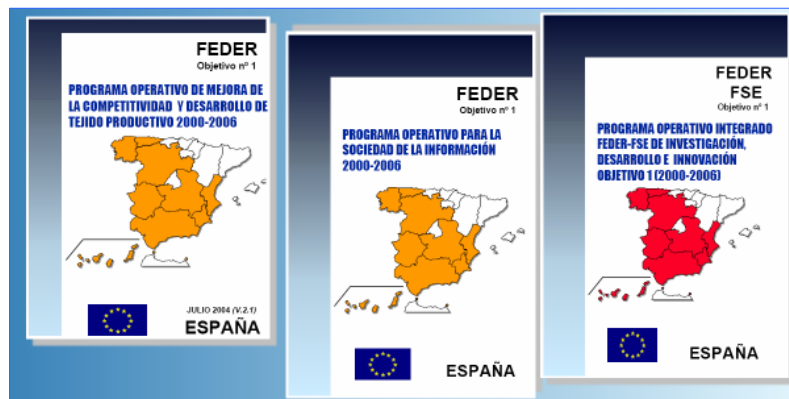 FEDER
Objetivo nº 1
PROGRAMA OPERATIVO DE MEJORA DE
LA COMPETITIVIDAD Y DESARROLLO DE
TEJIDO PRODUCTIVO 2000-2006
JULIO 2004 (V.2.1)
ESPAÑA
FEDER
Objetivo nº 1
PROGRAMA OPERATIVO PARA LA
SOCIEDAD DE LA INFORMACIÓN
2000-2006
ESPAÑA
FEDER
FSE
Objetivo nº 1
PROGRAMA OPERATIVO INTEGRADO
FEDER-FSE DE INVESTIGACIÓN,
DESARROLLO E INNOVACIÓN
OBJETIVO 1 (2000-2006)
ESPAÑA